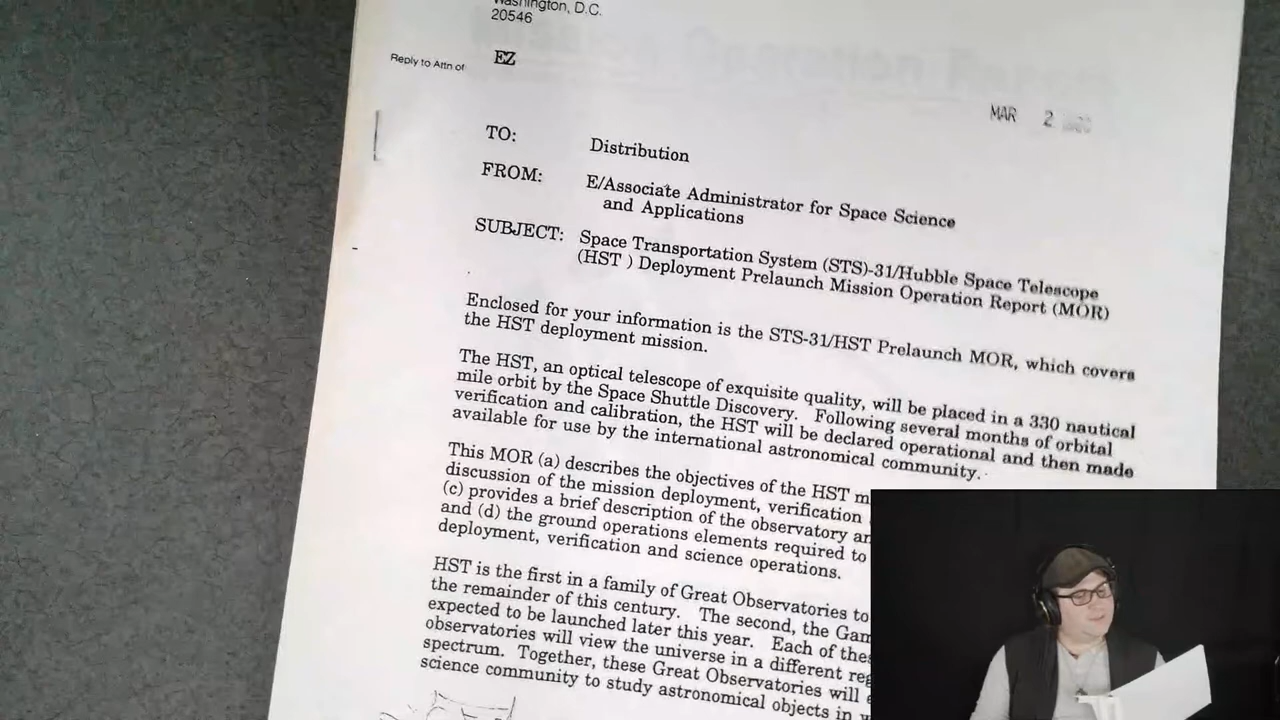 Washington, D.C.
20546
Reply to Attn of EZ
MAR 2
TO: Distribution
FROM: E/Associate Administrator for Space Science
and Applications
SUBJECT: Space Transportation System (STS)-31/Hubble Space Telescope
(HST ) Deployment Prelaunch Mission Operation Report (MOR)
Enclosed for your information is the STS-31/HST Prelaunch MOR, which covers
the HST deployment mission.
The HST, an optical telescope of exquisite quality, will be placed in a 330 nautical
mile orbit by the Space Shuttle Discovery. Following several months of orbital
verification and calibration, the HST will be declared operational and then made
available for use by the international astronomical community.
This MOR (a) describes the objectives of the HST
discussion of the mission deployment, verification
(c) provides a brief description of the observatory
and (d) the ground operations elements required to
deployment, verification and science operations.
HST is the first in a family of Great Observatories to
the remainder of this century. The second, the
expected to be launched later this year. Each of
observatories will view the universe in a different
spectrum. Together, these Great Observatories will
science community to study astronomical objects in